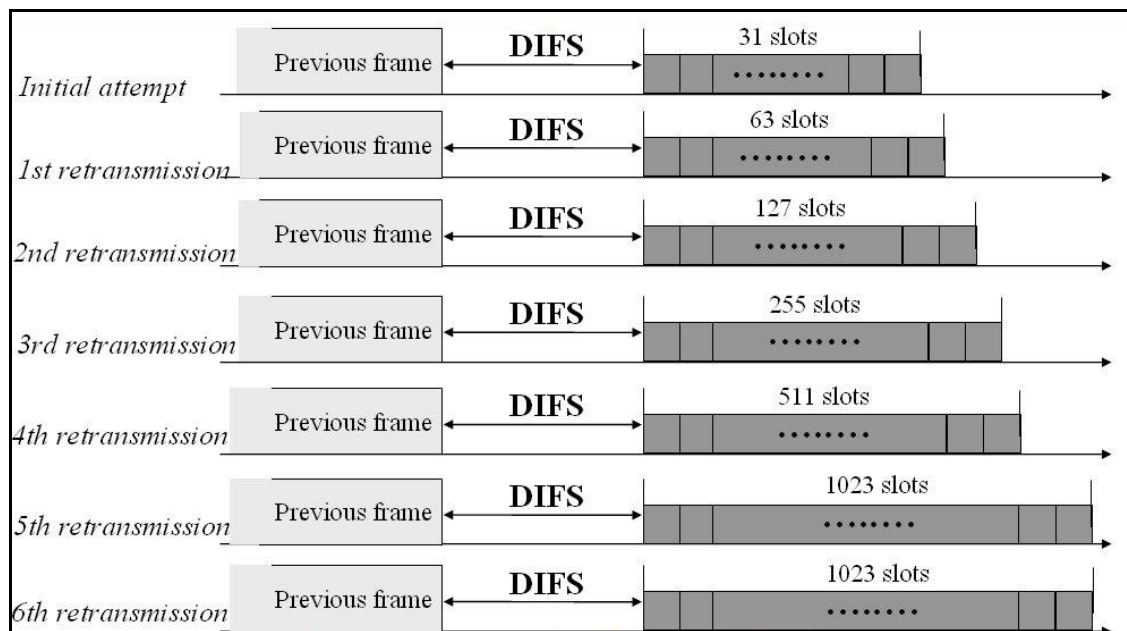 31 slots
Previous frame DIFS
Initial attempt
63 slots
Previous frame DIFS
1st retransmission
127 slots
Previous frame DIFS
2nd retransmission
255 slots
Previous frame DIFS
3rd retransmission
511 slots
Previous frame DIFS
4th retransmission
1023 slots
Previous frame DIFS
5th retransmission
1023 slots
Previous frame DIFS
6th retransmission